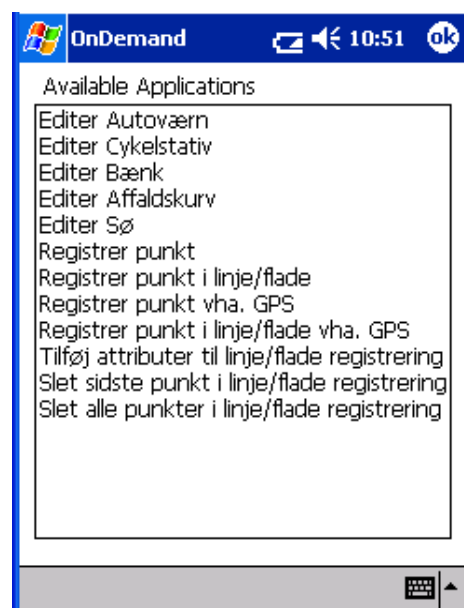 OnDemand 10:51 ok
Available Applications
Editer Autoværn
Editer Cykelstativ
Editer Bænk
Editer Affaldskurv
Editer Sø
Registrer punkt
Registrer punkt i linje/flade
Registrer punkt vha. GPS
Registrer punkt i linje/flade vha. GPS
Tilføj attributer til linje/flade registrering
Slet sidste punkt i linje/flade registrering
Slet alle punkter i linje/flade registrering